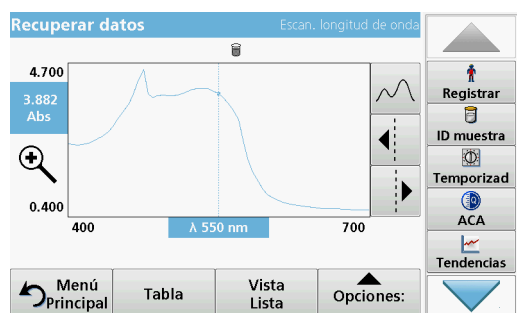 Recuperar datos
Escan. longitud de onda
4.700
3.882
Abs
0.400
400
λ 550 nm
700
Registrar
ID muestra
Temporizad
ACA
Tendencias
Menú
Principal
Tabla
Vista
Lista
Opciones: